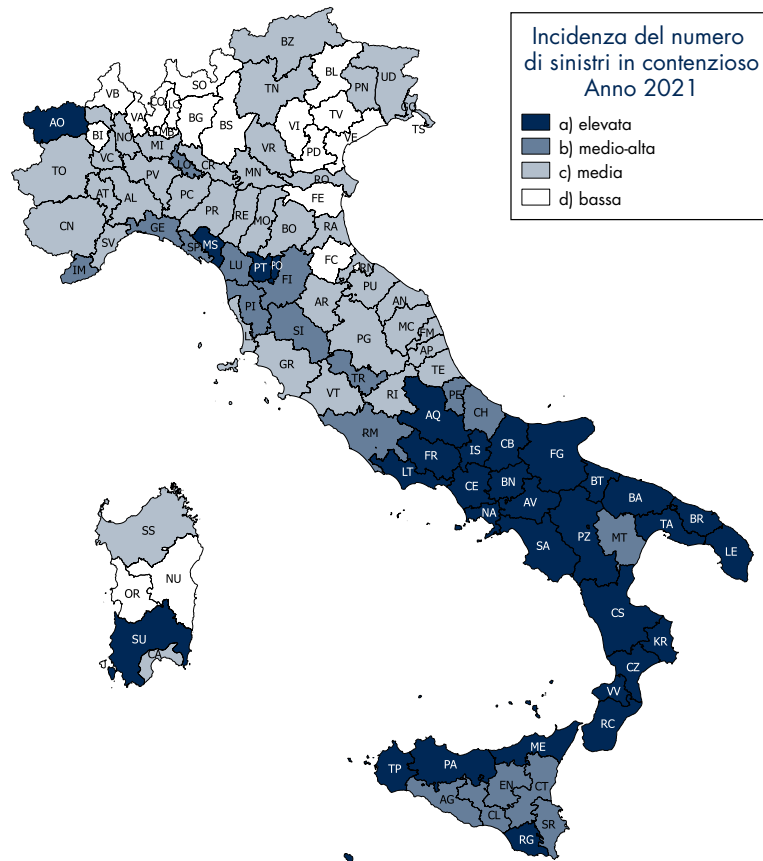 Incidenza del numero
di sinistri in contenzioso
Anno 2021
a) elevata
b) medio-alta
c) media
d) bassa
BZ
SO
BL
UD
VB
PN
TN
CO
LC
GO
VA
BG
TV
TS
AO
BS
VI
VE
BI
NO
MB
MI
VR
PD
VC
LO
CR
TO
MN
RO
PV
AT
AL
PC
FE
PR
RE
MO
CN
BO
RA
GE
SV
SP
MS
FC
LU
PT
PO
RN
IM
FI
PU
PI
AR
AN
SI
MC
FM
LI
PG
AP
GR
TE
TR
VT
RI
PE
AQ
CH
RM
IS
CB
FR
FG
LT
CE
BN
BT
BA
AV
NA
BR
TA
SS
PZ
MT
SA
LE
NU
OR
CS
SU
KR
CA
CZ
VV
RC
ME
PA
TP
EN
CT
AG
CL
SR
RG